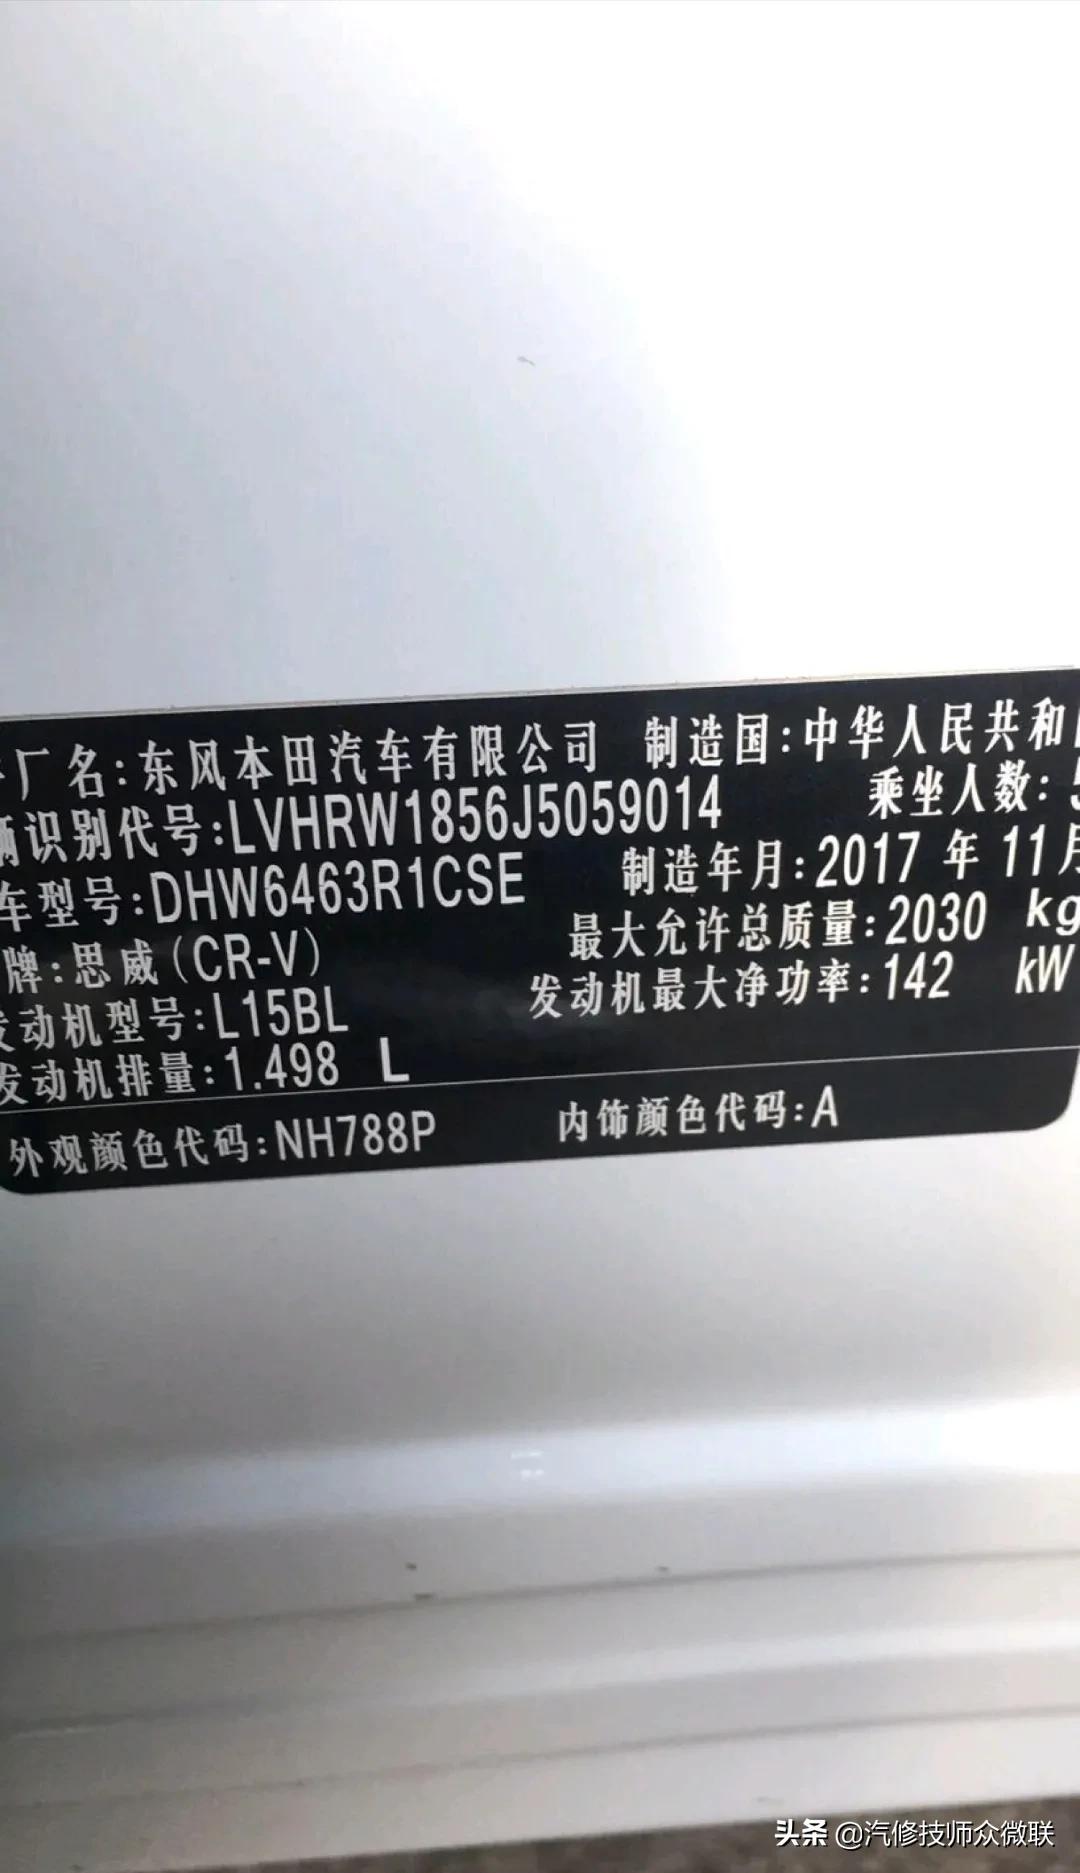 厂名:东风本田汽车有限公司 制造国:中华人民共和
辆识别代号:LVHRW1856J5059014 乘坐人数:5
车型号:DHW6463R1CSE 制造年月:2017 年 11月
牌:思威(CR-V) 最大允许总质量:2030 kg
发动机型号:L15BL 发动机最大净功率:142 kW
发动机排量:1.498 L
外观颜色代码:NH788P 内饰颜色代码:A
头条 @汽修技师众微联